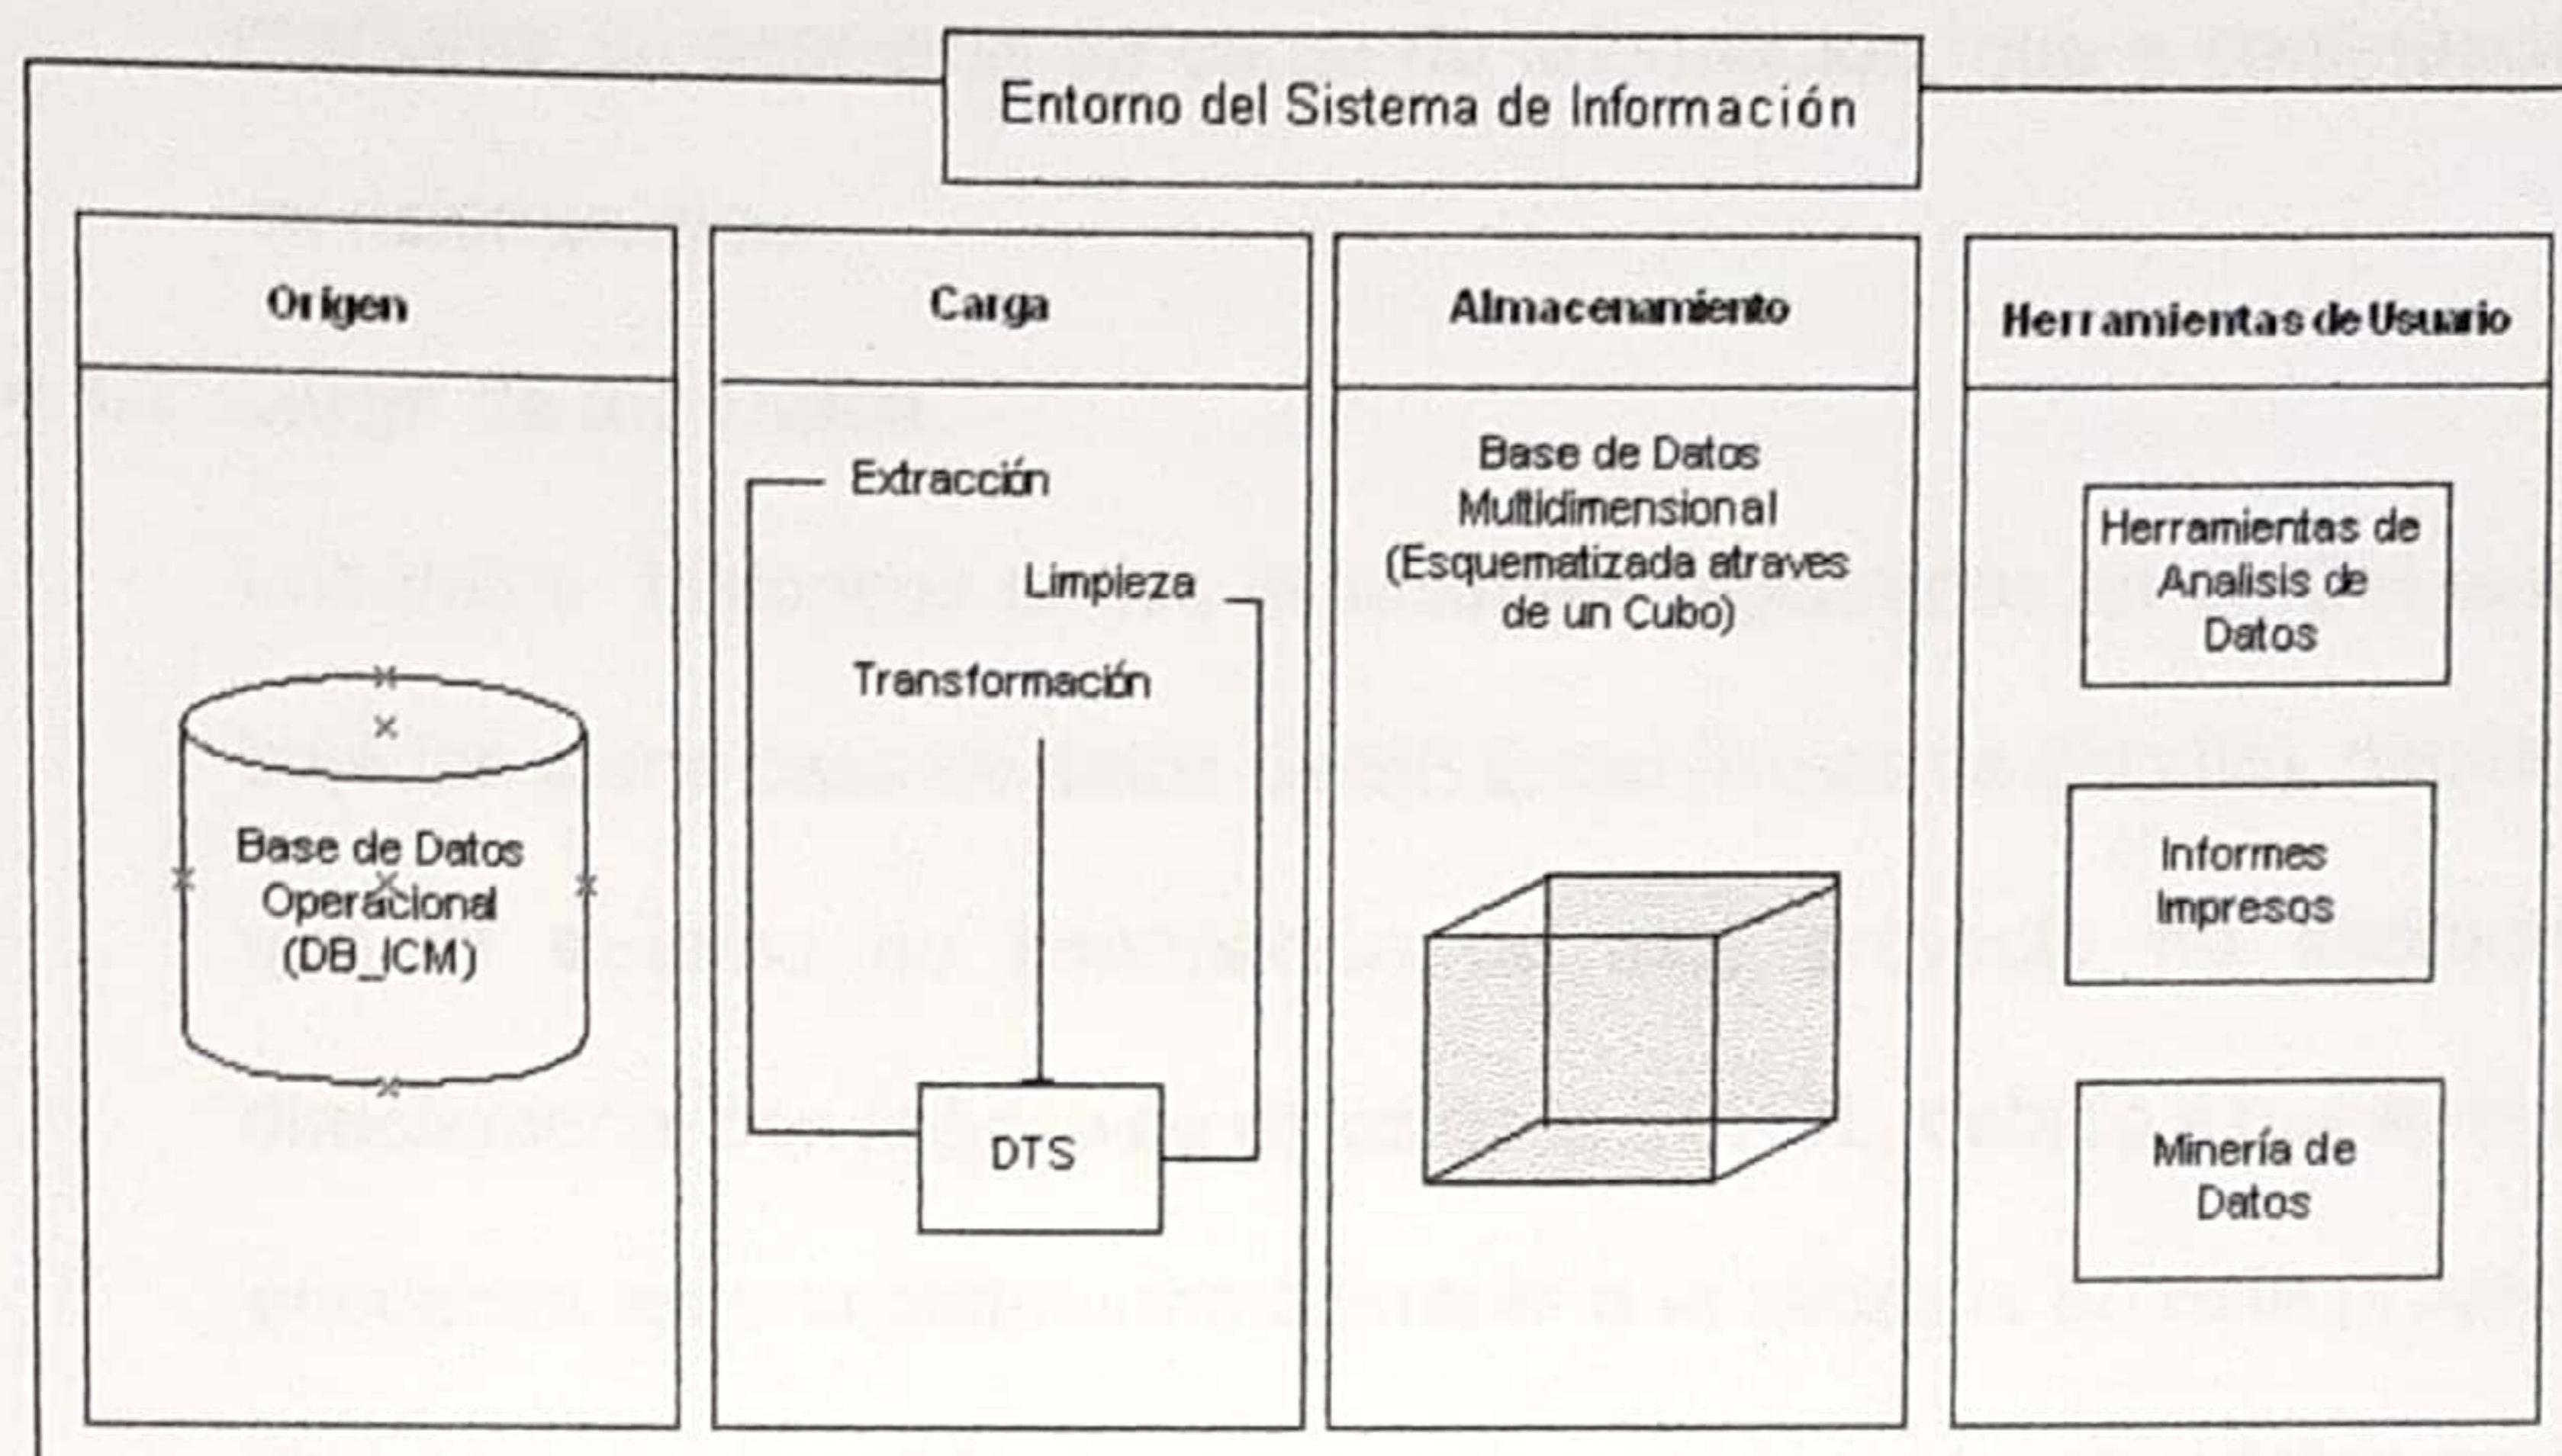 Entorno del Sistema de Información
Origen
Base de Datos
Operacional
(DB_ICM)
Carga
Extracción
Limpieza
Transformación
DTS
Almacenamiento
Base de Datos
Multidimensional
(Esquematizada atraves
de un Cubo)
Herramientas de Usuario
Herramientas de
Analisis de
Datos
Informes
Impresos
Minería de
Datos